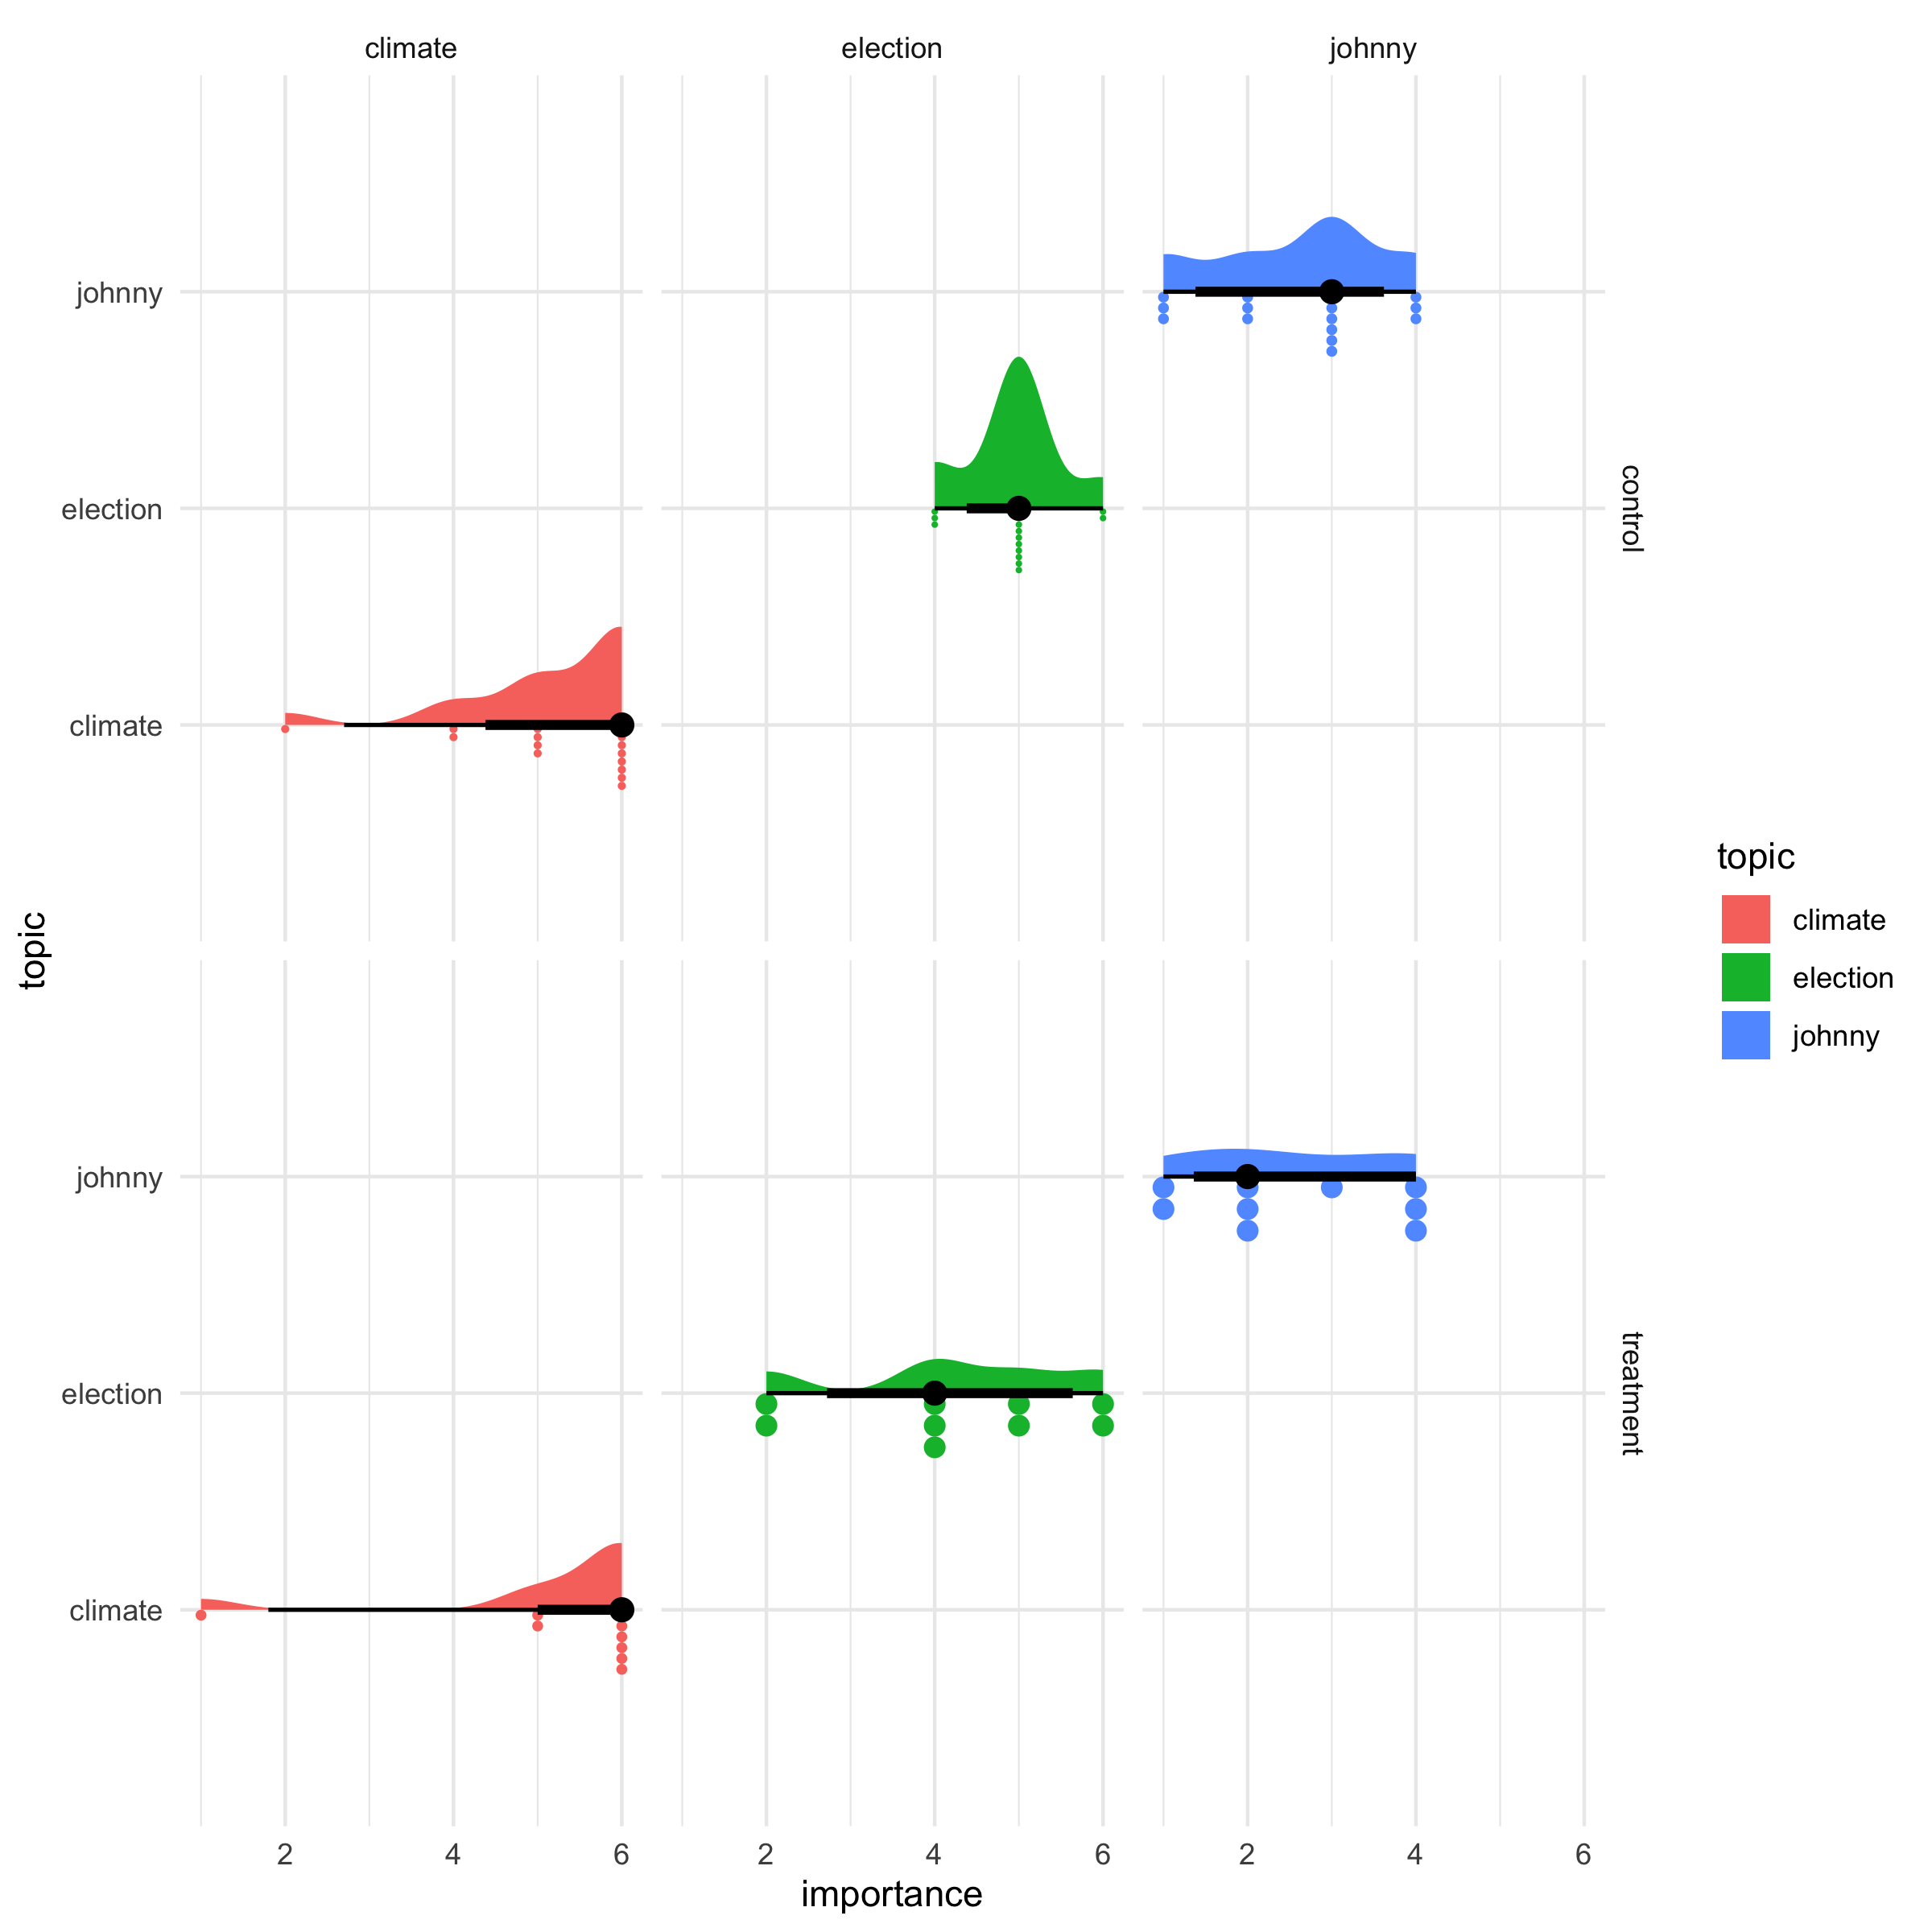 climate election johnny
johnny
election
climate
control
johnny
election
climate
treatment
topic
2 4 6 2 4 6 2 4 6
importance
topic
climate
election
johnny